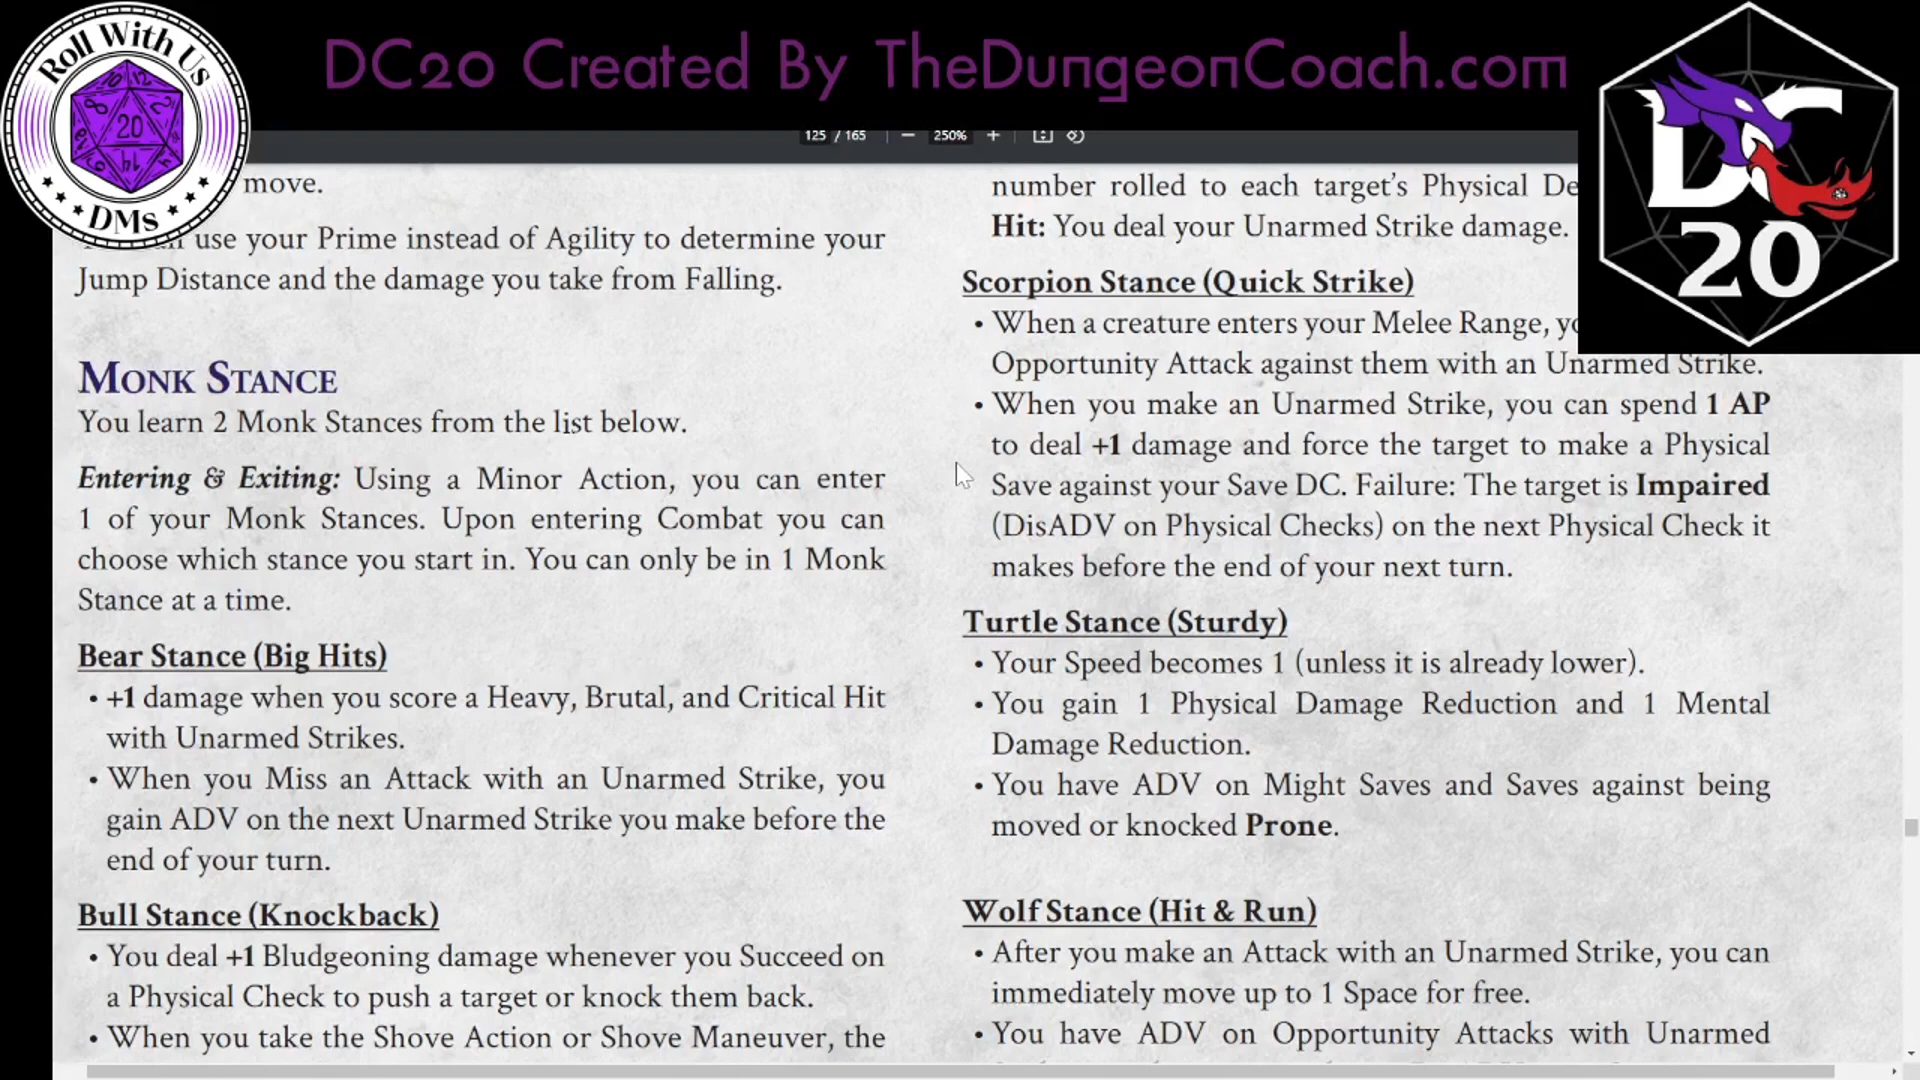 Roll With Us
DMs
20
DC2o Created By TheDungeonCoach.com
DC
20
125 / 165
250%
move.
use your Prime instead of Agility to determine your
Jump Distance and the damage you take from Falling.
Monk Stance
You learn 2 Monk Stances from the list below.
Entering & Exiting: Using a Minor Action, you can enter
1 of your Monk Stances. Upon entering Combat you can
choose which stance you start in. You can only be in 1 Monk
Stance at a time.
Bear Stance (Big Hits)
• +1 damage when you score a Heavy, Brutal, and Critical Hit
with Unarmed Strikes.
• When you Miss an Attack with an Unarmed Strike, you
gain ADV on the next Unarmed Strike you make before the
end of your turn.
Bull Stance (Knockback)
• You deal +1 Bludgeoning damage whenever you Succeed on
a Physical Check to push a target or knock them back.
• When you take the Shove Action or Shove Maneuver, the
number rolled to each target's Physical De
Hit: You deal your Unarmed Strike damage.
Scorpion Stance (Quick Strike)
• When a creature enters your Melee Range, yo
Opportunity Attack against them with an Unarmed Strike.
• When you make an Unarmed Strike, you can spend 1 AP
to deal +1 damage and force the target to make a Physical
Save against your Save DC. Failure: The target is Impaired
(DisADV on Physical Checks) on the next Physical Check it
makes before the end of your next turn.
Turtle Stance (Sturdy)
• Your Speed becomes 1 (unless it is already lower).
• You gain 1 Physical Damage Reduction and 1 Mental
Damage Reduction.
• You have ADV on Might Saves and Saves against being
moved or knocked Prone.
Wolf Stance (Hit & Run)
• After you make an Attack with an Unarmed Strike, you can
immediately move up to 1 Space for free.
• You have ADV on Opportunity Attacks with Unarmed